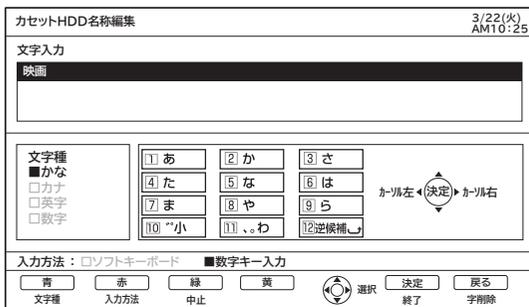 カセットHDD名称編集
3/22(火)
AM10:25
文字入力
映画
文字種
■かな
□カナ
□英字
□数字
1 あ 2 か 3 さ
4 た 5 な 6 は
7 ま 8 や 9 ら
10 ゛゜小 11 、。わ 12逆候補
カーソル左 決定 カーソル右
入力方法 : □ソフトキーボード ■数字キー入力
青 赤 緑 黄 選択 決定 戻る
文字種 入力方法 中止 終了 字削除